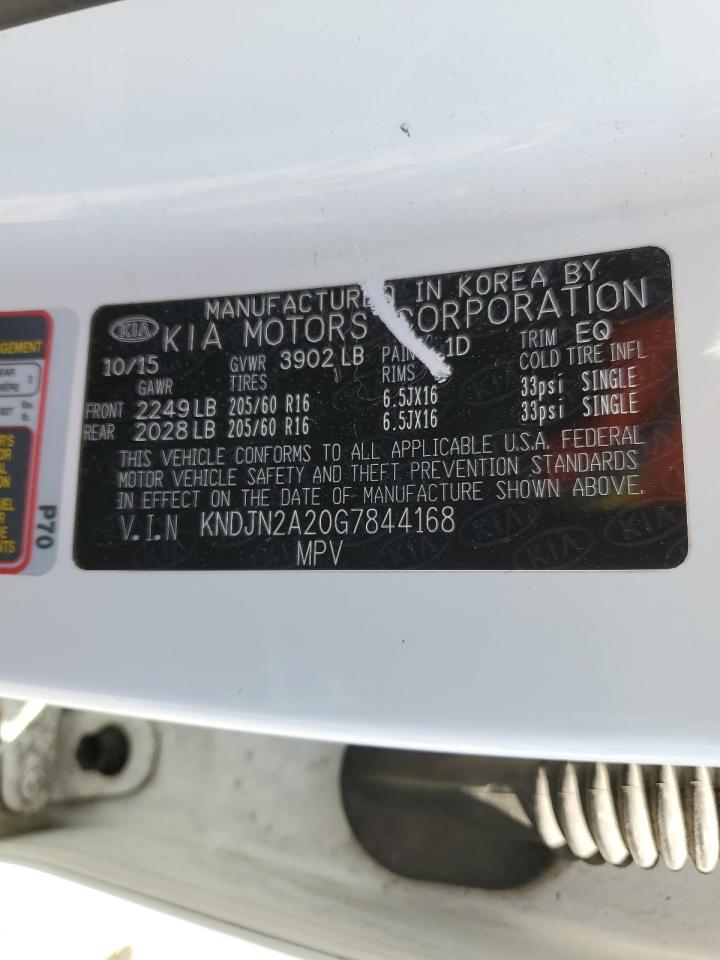 MANUFACTURED IN KOREA BY
KIA KIA MOTORS CORPORATION
10/15 GVWR 3902 LB PAIN 1D TRIM EQ
GAWR TIRES RIMS COLD TIRE INFL
FRONT 2249 LB 205/60 R16 6.5JX16 33psi SINGLE
REAR 2028 LB 205/60 R16 6.5JX16 33psi SINGLE
THIS VEHICLE CONFORMS TO ALL APPLICABLE U.S.A. FEDERAL
MOTOR VEHICLE SAFETY AND THEFT PREVENTION STANDARDS
IN EFFECT ON THE DATE OF MANUFACTURE SHOWN ABOVE.
V.I.N KNDJN2A20G7844168
MPV
P70